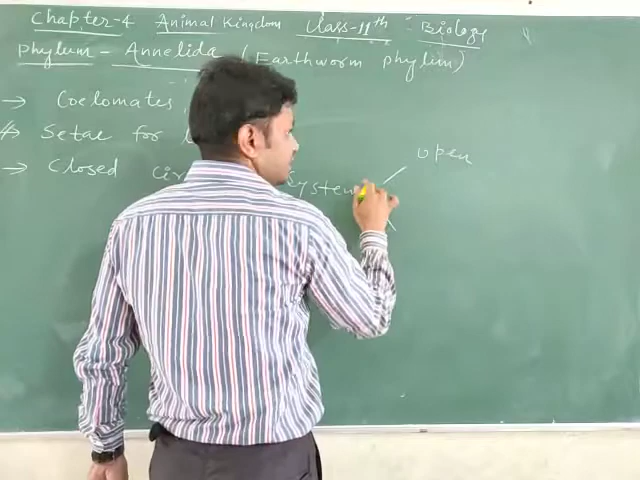 Chapter-4 Animal Kingdom Class-11th : Biology
Phylum - Annelida (Earthworm phylum)
→ Coelomates
→ Setae for
→ Closed System
open